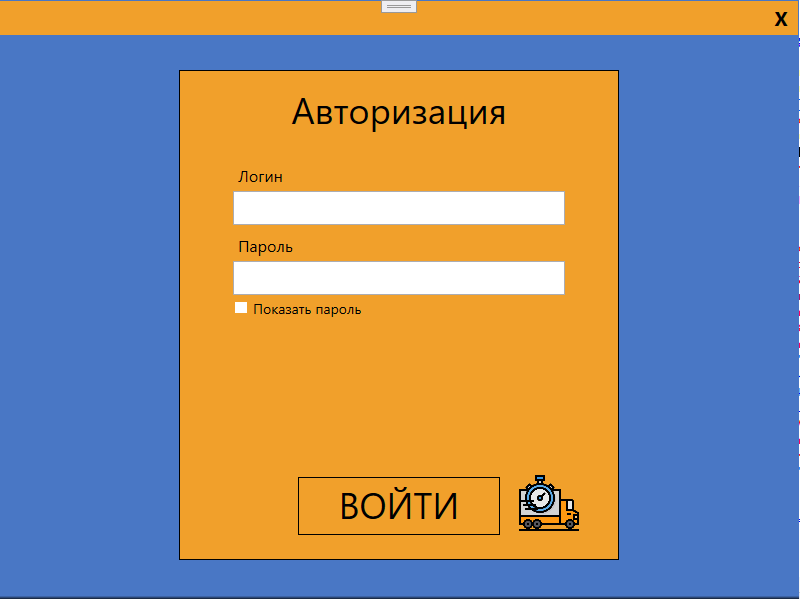 X
Авторизация
Логин
Пароль
Показать пароль
ВОЙТИ